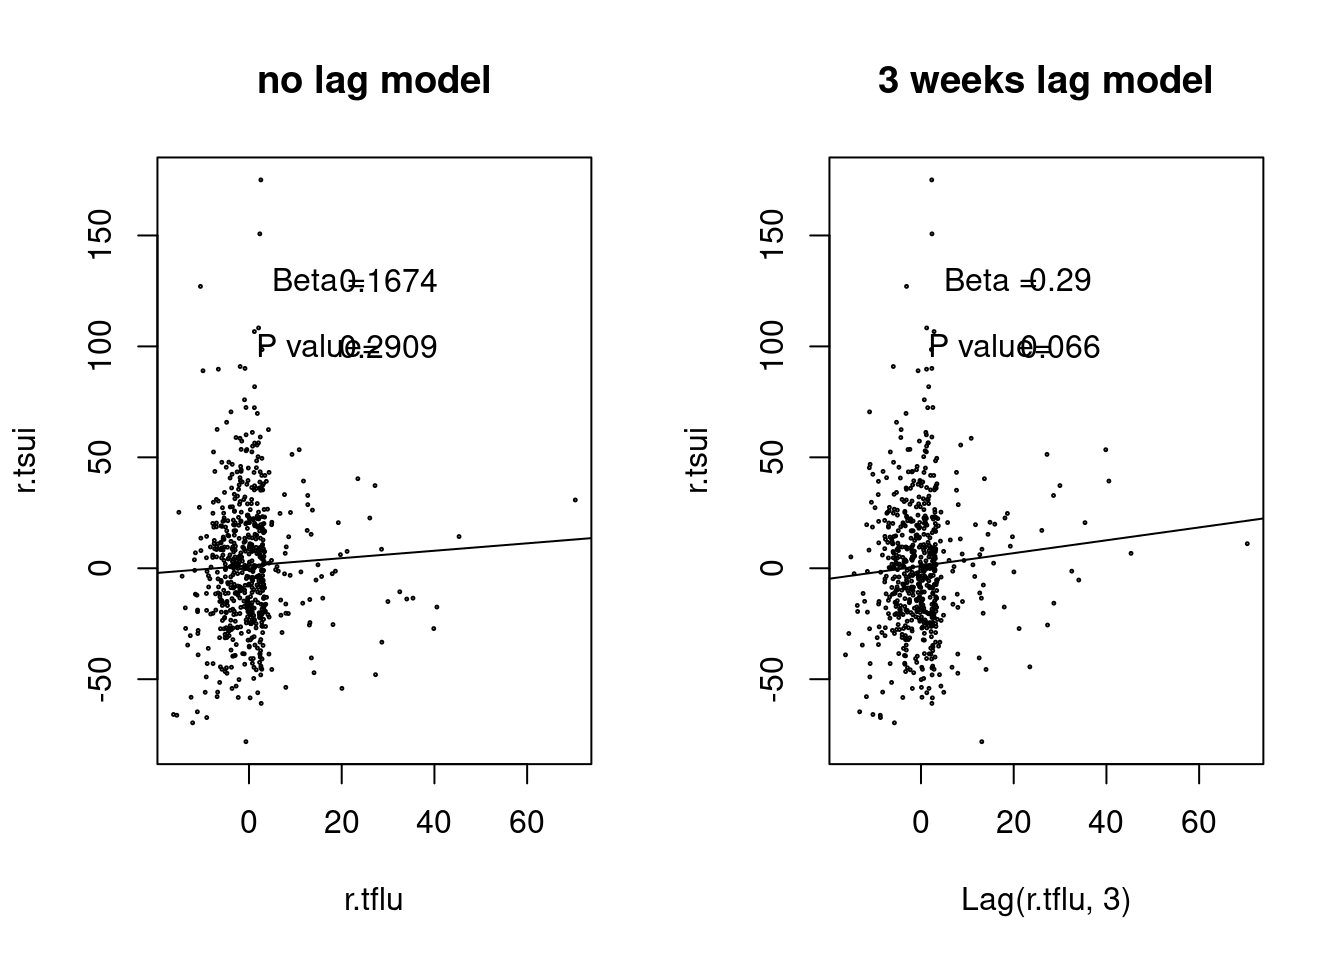 no lag model
150
100
50
0
-50
r.tsui
Beta = 0.1674
P value= 0.2909
0 20 40 60
r.tflu
3 weeks lag model
150
100
50
0
-50
r.tsui
Beta = 0.29
P value= 0.066
0 20 40 60
Lag(r.tflu, 3)